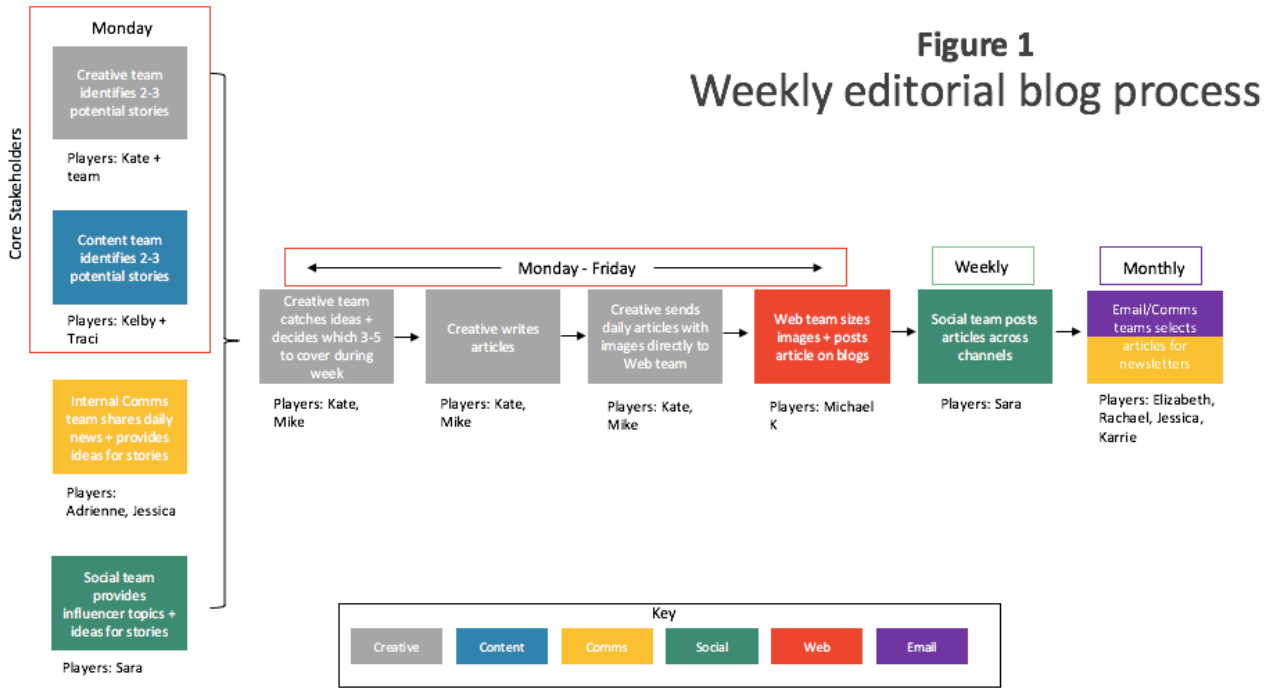 Figure 1
Weekly editorial blog process
Core Stakeholders
Monday
Creative team
identifies 2-3
potential stories
Players: Kate +
team
Content team
identifies 2-3
potential stories
Players: Kelby +
Traci
Internal Comms
team shares daily
news + provides
ideas for stories
Players:
Adrienne, Jessica
Social team
provides
influencer topics +
ideas for stories
Players: Sara
Monday - Friday
Creative team
catches ideas +
decides which 3-5
to cover during
week
Players: Kate,
Mike
Creative writes
articles
Players: Kate,
Mike
Creative sends
daily articles with
images directly to
Web team
Players: Kate,
Mike
Web team sizes
images + posts
article on blogs
Players: Michael
K
Weekly
Social team posts
articles across
channels
Players: Sara
Monthly
Email/Comms
teams selects
articles for
newsletters
Players: Elizabeth,
Rachael, Jessica,
Karrie
Key
Creative
Content
Comms
Social
Web
Email